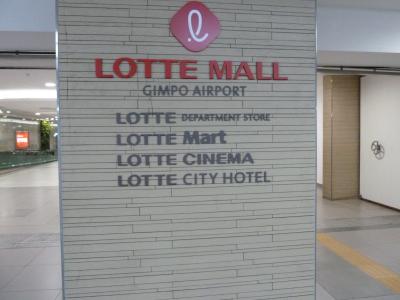 LOTTE MALL
GIMPO AIRPORT
LOTTE DEPARTMENT STORE
LOTTE Mart
LOTTE CINEMA
LOTTE CITY HOTEL